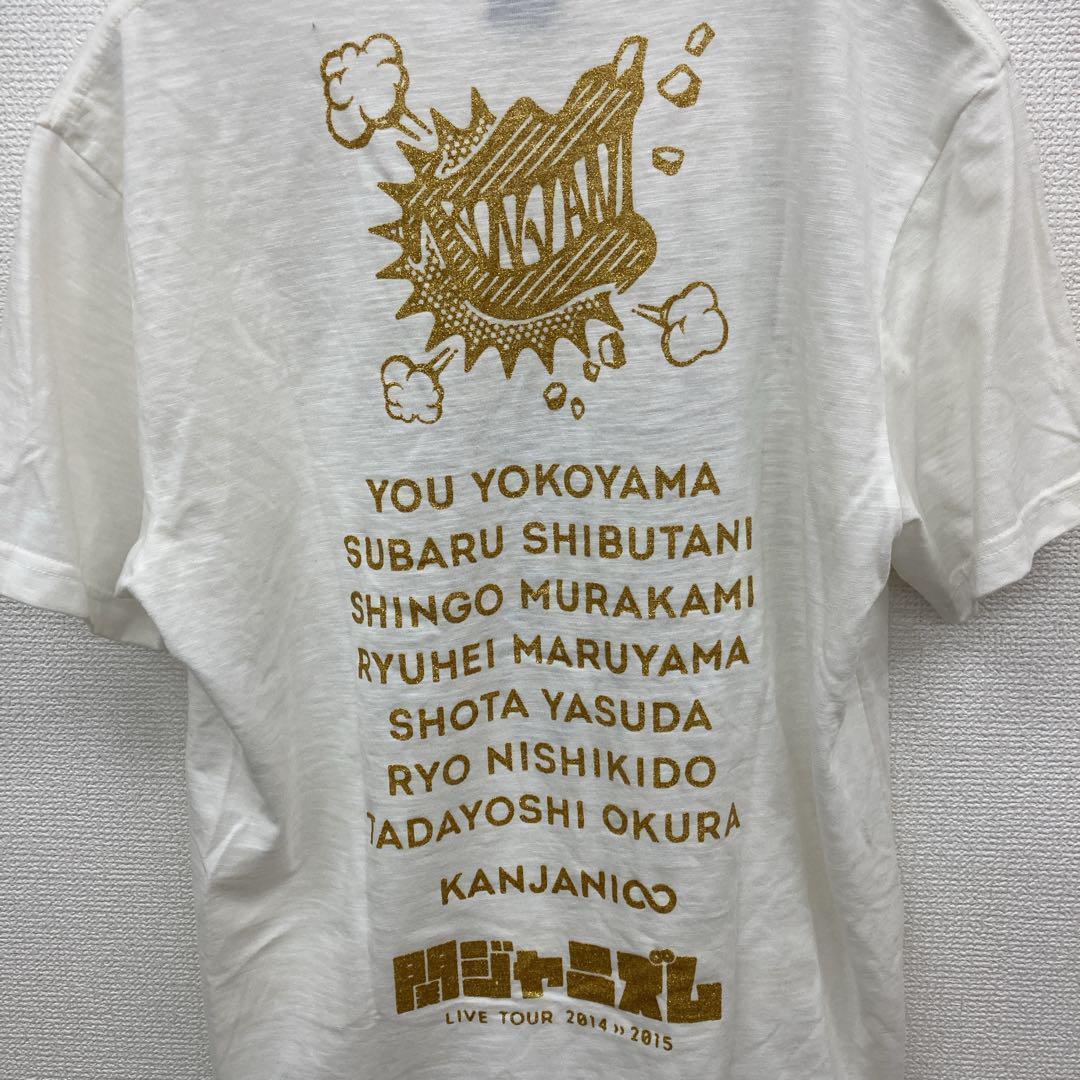 YOU YOKOYAMA
SUBARU SHIBUTANI
SHINGO MURAKAMI
RYUHEI MARUYAMA
SHOTA YASUDA
RYO NISHIKIDO
TADAYOSHI OKURA
KANJANI∞
関ジャニズム
LIVE TOUR 2014 »» 2015